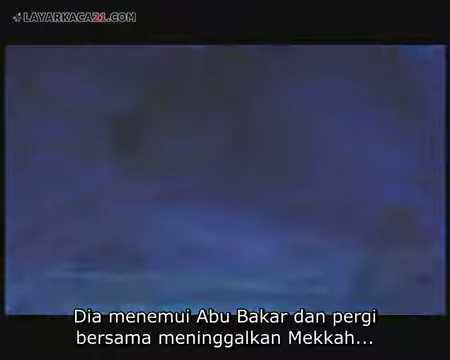 LAYARKACA21.COM
Dia menemui Abu Bakar dan pergi
bersama meninggalkan Mekkah...